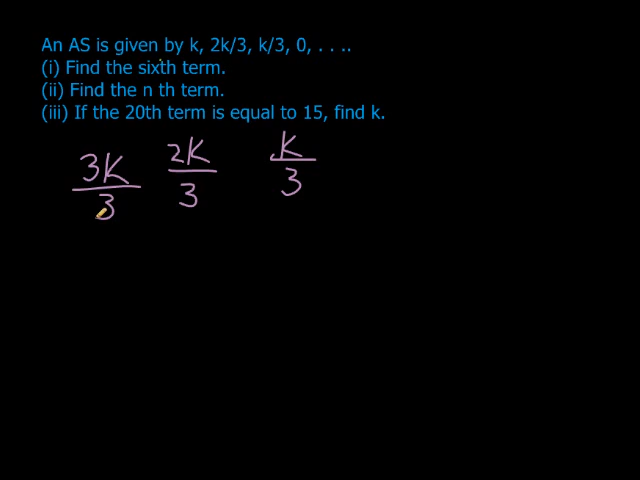 An AS is given by k, 2k/3, k/3, 0, . . ..
(i) Find the sixth term.
(ii) Find the n th term.
(iii) If the 20th term is equal to 15, find k.
3K/3 2K/3 K/3